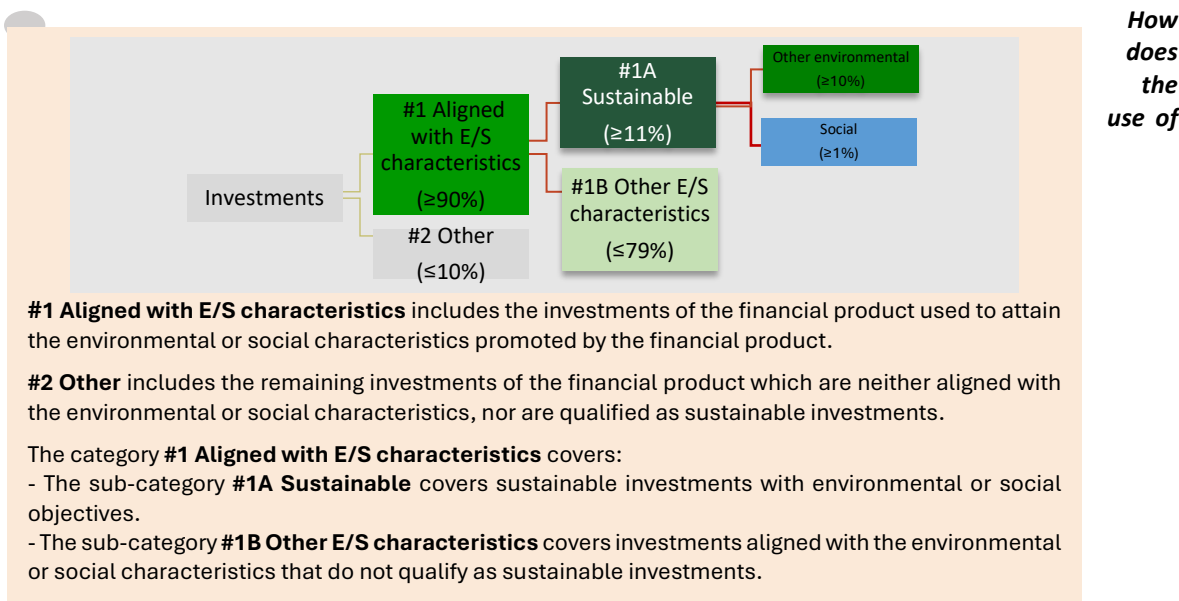 How
does
the
use of
Investments
#1 Aligned
with E/S
characteristics
(≥90%)
#2 Other
(≤10%)
#1A
Sustainable
(≥11%)
#1B Other E/S
characteristics
(≤79%)
Other environmental
(≥10%)
Social
(≥1%)
#1 Aligned with E/S characteristics includes the investments of the financial product used to attain
the environmental or social characteristics promoted by the financial product.
#2 Other includes the remaining investments of the financial product which are neither aligned with
the environmental or social characteristics, nor are qualified as sustainable investments.
The category #1 Aligned with E/S characteristics covers:
- The sub-category #1A Sustainable covers sustainable investments with environmental or social
objectives.
- The sub-category #1B Other E/S characteristics covers investments aligned with the environmental
or social characteristics that do not qualify as sustainable investments.